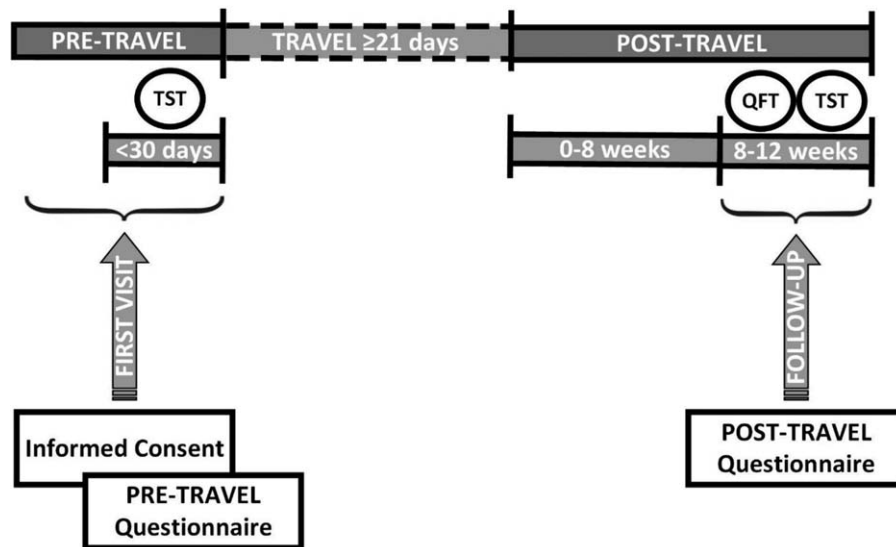 PRE-TRAVEL
TRAVEL ≥21 days
POST-TRAVEL
TST
QFT
TST
<30 days
0-8 weeks
8-12 weeks
FIRST VISIT
FOLLOW-UP
Informed Consent
PRE-TRAVEL
Questionnaire
POST-TRAVEL
Questionnaire